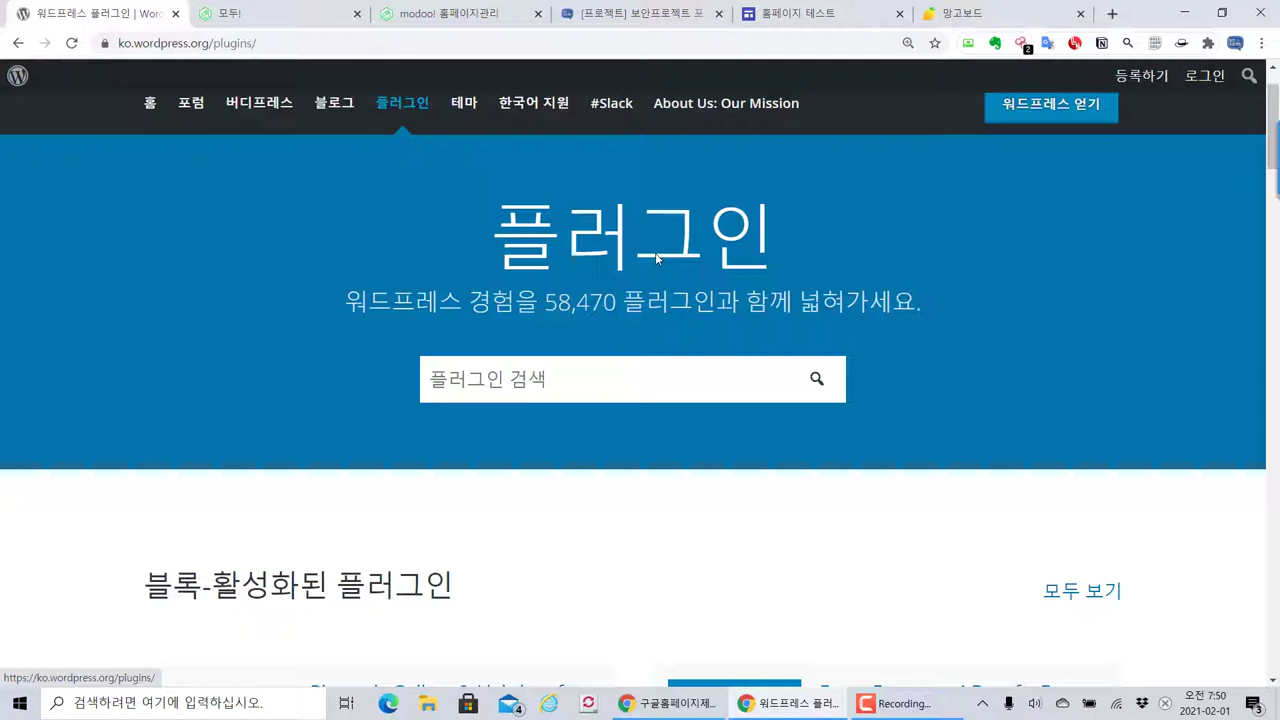 워드프레스 플러그인 | Word
모두!
modoo! 홈페이지관리
[프로젝트] 보안프로젝트 포
홈페이지 테스트
망고보드
ko.wordpress.org/plugins/
2
등록하기 로그인
홈 포럼 버디프레스 블로그 플러그인 테마 한국어 지원 #Slack About Us: Our Mission
워드프레스 얻기
플러그인
워드프레스 경험을 58,470 플러그인과 함께 넓혀가세요.
플러그인 검색
블록-활성화된 플러그인
모두 보기
https://ko.wordpress.org/plugins/
검색하려면 여기에 입력하십시오.
4
구글홈페이지제...
워드프레스 플러...
Recording...
오전 7:50
2021-02-01
3